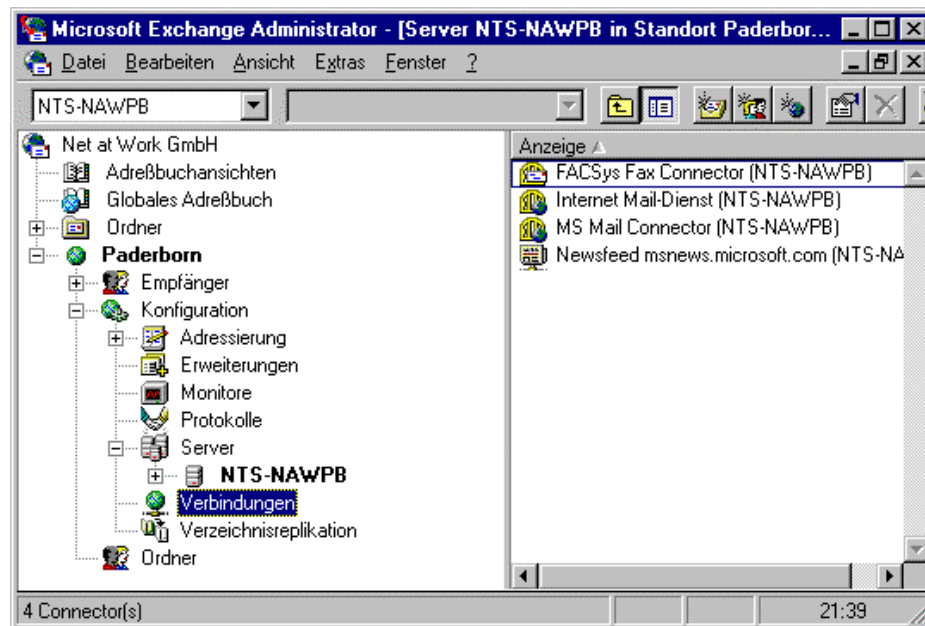 Microsoft Exchange Administrator - [Server NTS-NAWPB in Standort Paderbor...
Datei Bearbeiten Ansicht Extras Fenster ?
NTS-NAWPB
Net at Work GmbH
Adreßbuchansichten
Globales Adreßbuch
Ordner
Paderborn
Empfänger
Konfiguration
Adressierung
Erweiterungen
Monitore
Protokolle
Server
NTS-NAWPB
Verbindungen
Verzeichnisreplikation
Ordner
Anzeige
FACSys Fax Connector (NTS-NAWPB)
Internet Mail-Dienst (NTS-NAWPB)
MS Mail Connector (NTS-NAWPB)
Newsfeed msnews.microsoft.com (NTS-NA
4 Connector(s)
21:39